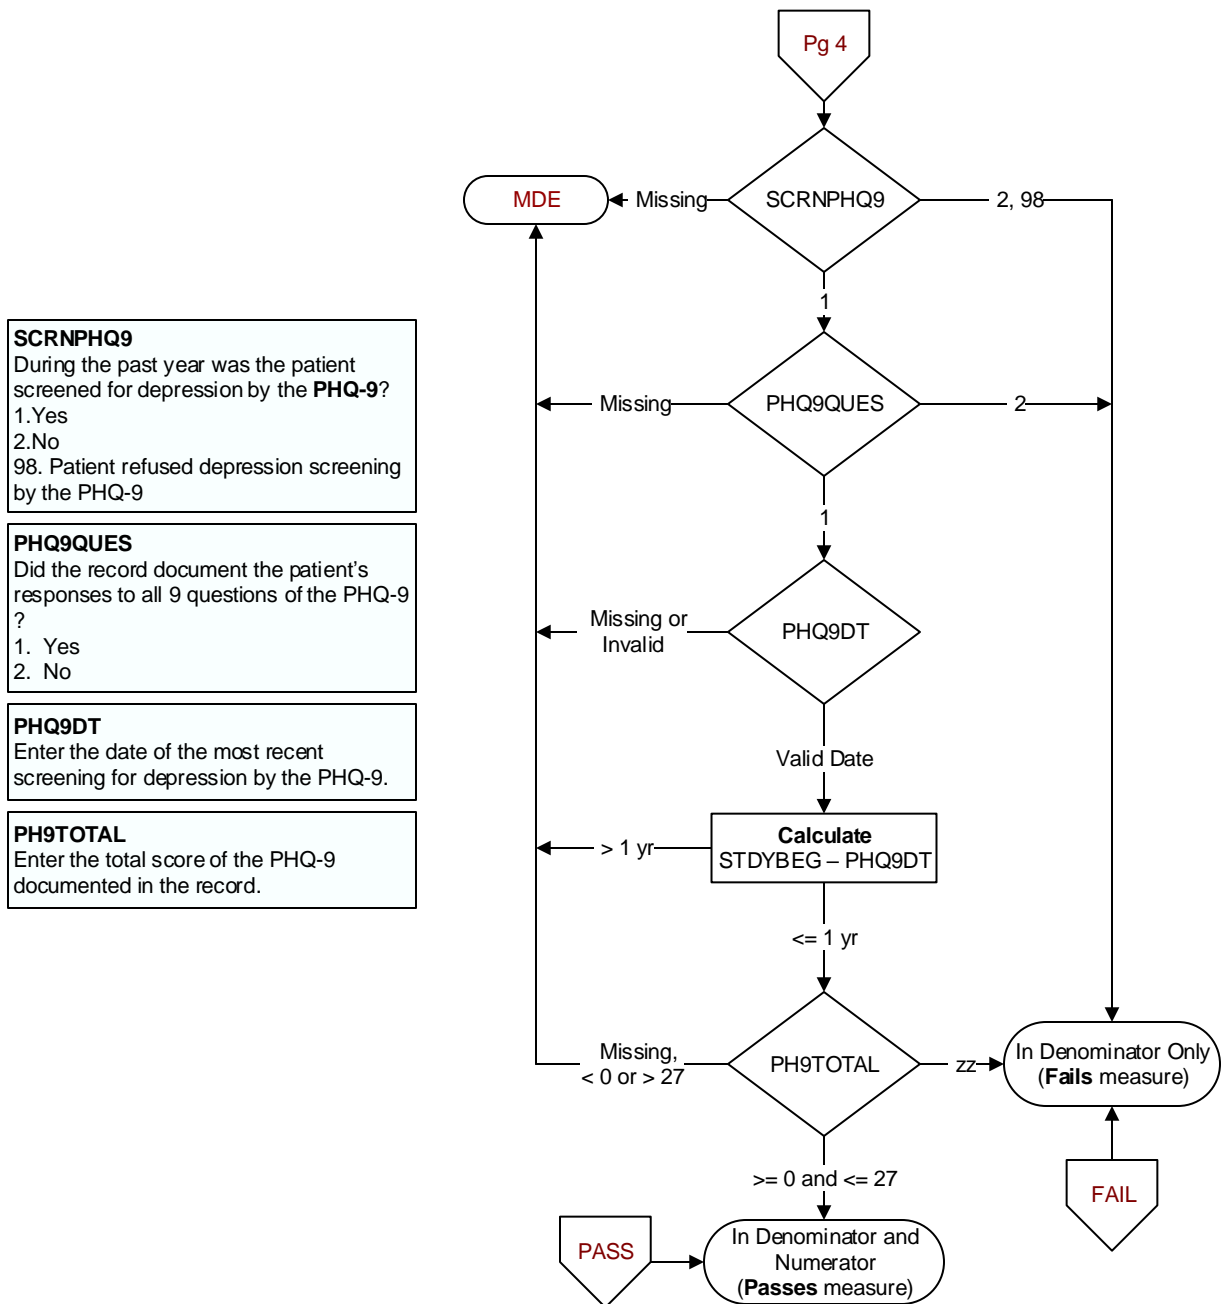 Pg 4
MDE
Missing
SCRNPHQ9
2, 98
1
SCRNPHQ9
During the past year was the patient
screened for depression by the PHQ-9?
1.Yes
2.No
98. Patient refused depression screening
by the PHQ-9
Missing
PHQ9QUES
2
1
PHQ9QUES
Did the record document the patient's
responses to all 9 questions of the PHQ-9
?
1. Yes
2. No
Missing or
Invalid
PHQ9DT
Valid Date
PHQ9DT
Enter the date of the most recent
screening for depression by the PHQ-9.
PH9TOTAL
Enter the total score of the PHQ-9
documented in the record.
> 1 yr
Calculate
STDYBEG – PHQ9DT
<= 1 yr
Missing,
< 0 or > 27
PH9TOTAL
zz
In Denominator Only
(Fails measure)
>= 0 and <= 27
FAIL
PASS
In Denominator and
Numerator
(Passes measure)